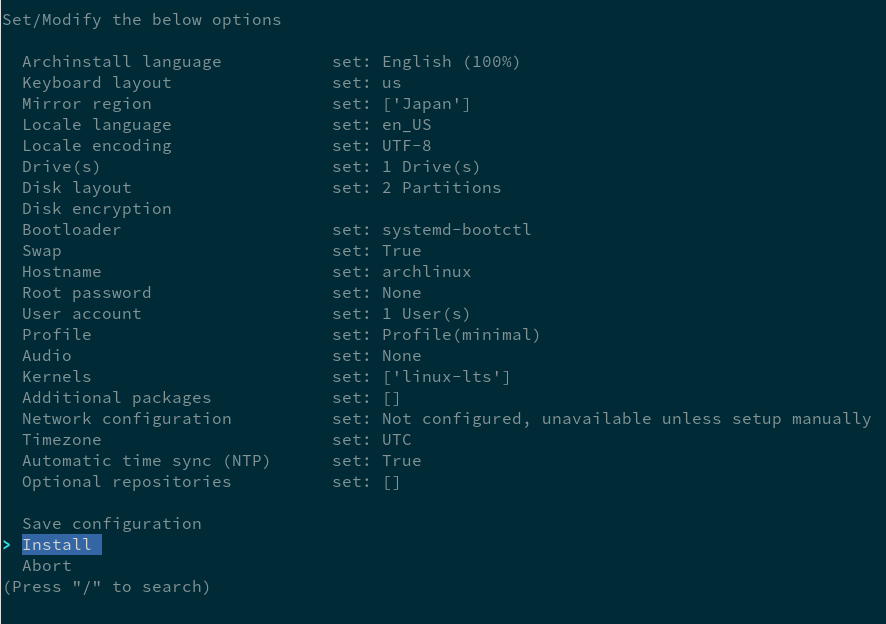 Set/Modify the below options
Archinstall language set: English (100%)
Keyboard layout set: us
Mirror region set: ['Japan']
Locale language set: en_US
Locale encoding set: UTF-8
Drive(s) set: 1 Drive(s)
Disk layout set: 2 Partitions
Disk encryption
Bootloader set: systemd-bootctl
Swap set: True
Hostname set: archlinux
Root password set: None
User account set: 1 User(s)
Profile set: Profile(minimal)
Audio set: None
Kernels set: ['linux-lts']
Additional packages set: []
Network configuration set: Not configured, unavailable unless setup manually
Timezone set: UTC
Automatic time sync (NTP) set: True
Optional repositories set: []
Save configuration
> Install
Abort
(Press "/" to search)